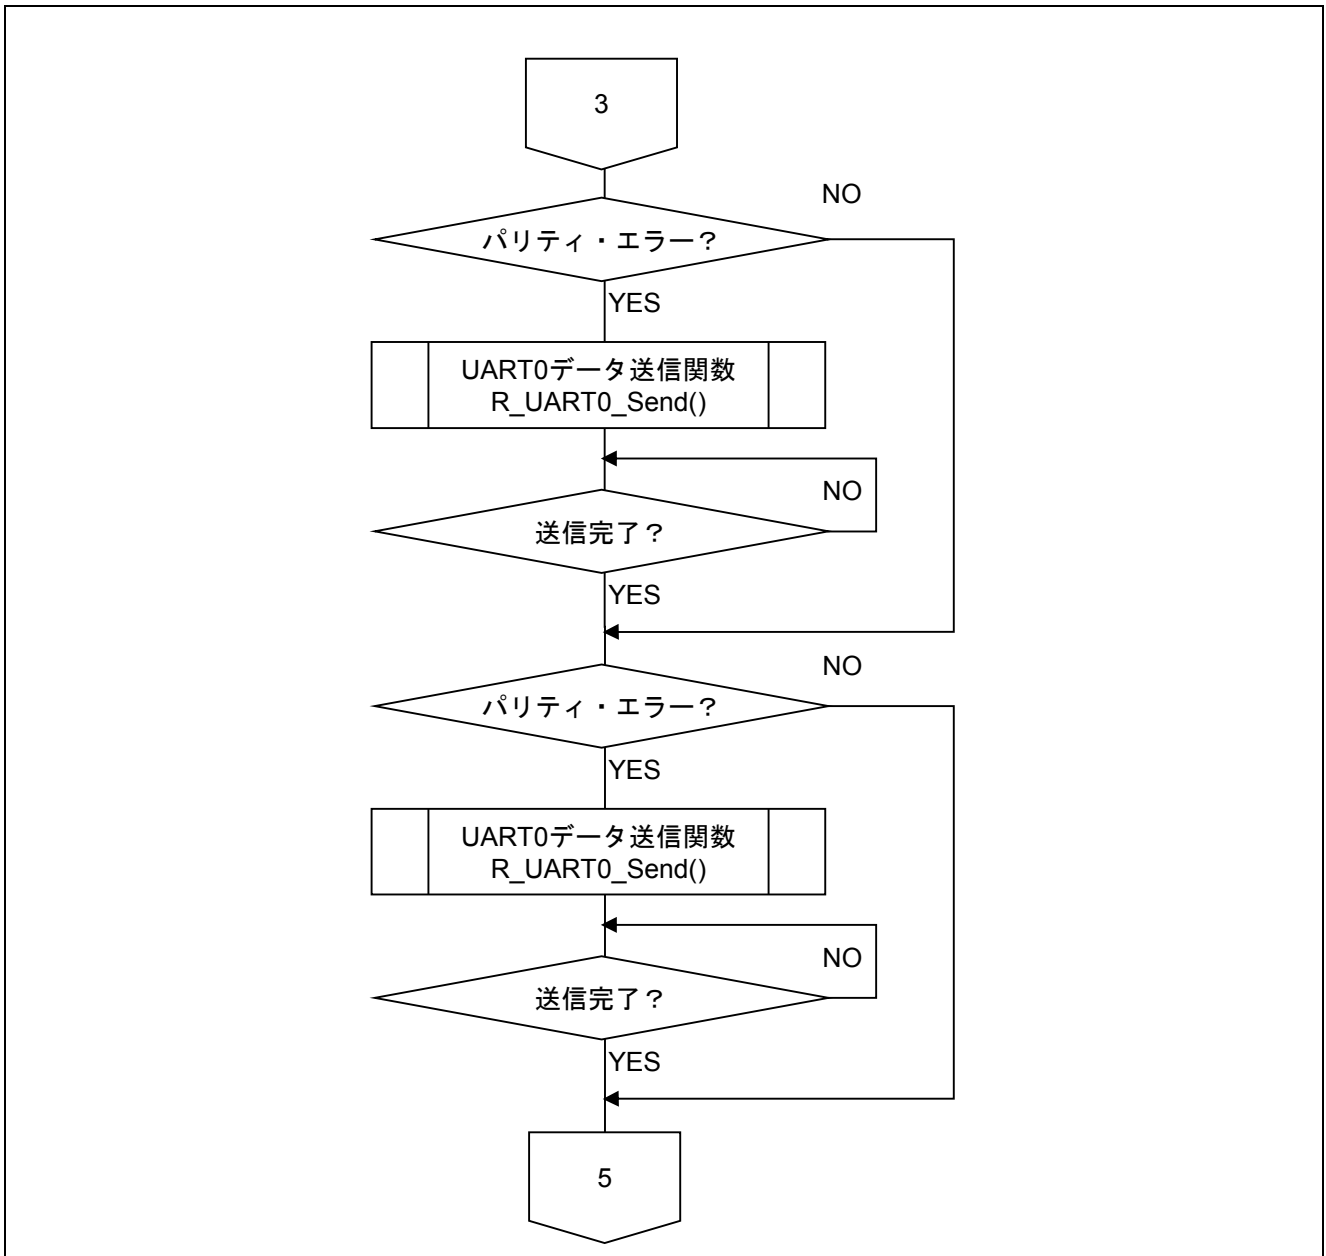 3
NO
パリティ・エラー？
YES
UART0データ送信関数
R_UART0_Send()
NO
送信完了？
YES
NO
パリティ・エラー？
YES
UART0データ送信関数
R_UART0_Send()
NO
送信完了？
YES
5